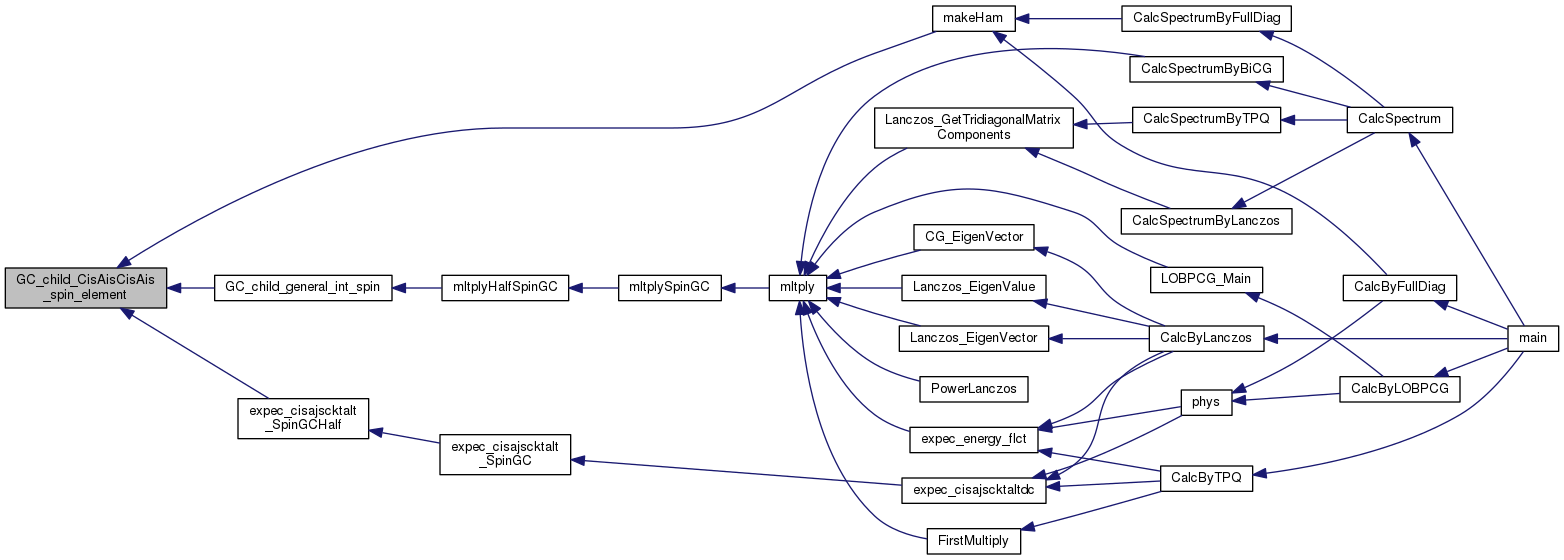 GC_child_CisAisCisAis
_spin_element
GC_child_general_int_spin
expec_cisajscktalt
_SpinGCHalf
mltplyHalfSpinGC
expec_cisajscktalt
_SpinGC
mltplySpinGC
mltply
makeHam
Lanczos_GetTridiagonalMatrix
Components
CG_EigenVector
Lanczos_EigenValue
Lanczos_EigenVector
PowerLanczos
expec_energy_flct
expec_cisajscktaltdc
FirstMultiply
CalcSpectrumByFullDiag
CalcSpectrumByBiCG
CalcSpectrumByTPQ
CalcSpectrumByLanczos
LOBPCG_Main
CalcByLanczos
phys
CalcByTPQ
CalcSpectrum
CalcByFullDiag
CalcByLOBPCG
main